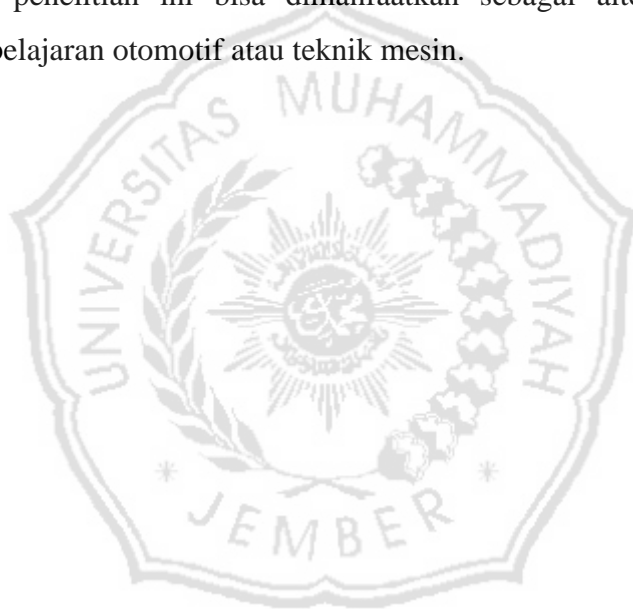 penelitian ini bisa dimanfaatkan sebagai
pelajaran otomotif atau teknik mesin.
UNIVERSITAS MUHAMMADIYAH
* JEMBER *